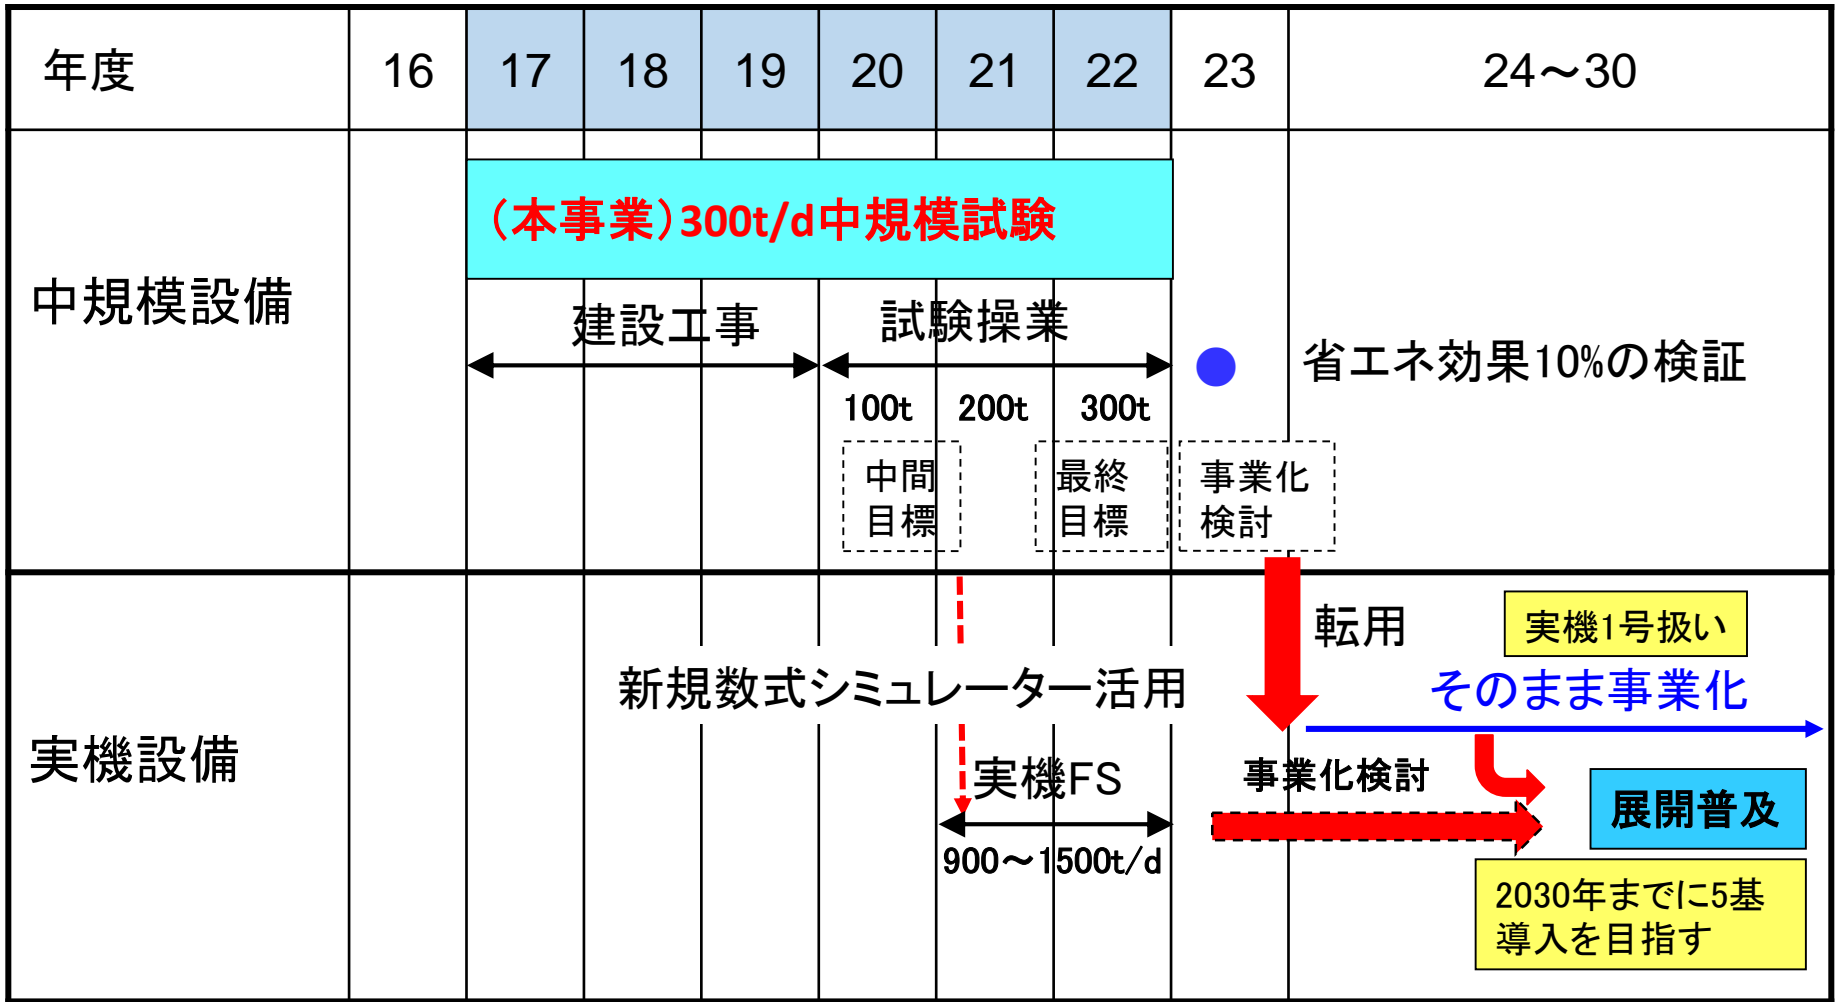 年度 16 17 18 19 20 21 22 23 24～30
中規模設備
（本事業）300t/d中規模試験
建設工事
試験操業
省エネ効果10%の検証
100t 200t 300t
中間
目標
最終
目標
事業化
検討
実機設備
転用
実機1号扱い
新規数式シミュレーター活用
そのまま事業化
実機FS
900～1500t/d
事業化検討
展開普及
2030年までに5基
導入を目指す